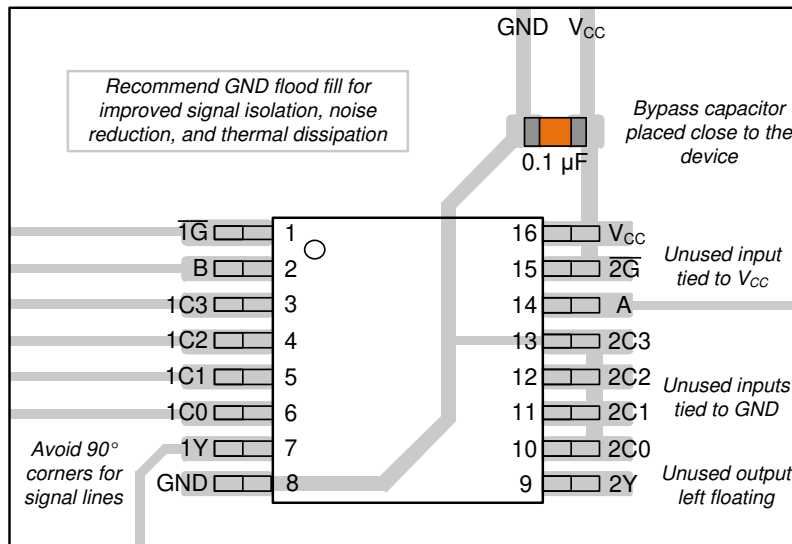 GND VCC
Recommend GND flood fill for
improved signal isolation, noise
reduction, and thermal dissipation
Bypass capacitor
placed close to the
device
0.1 µF
1G 1 16 VCC
B 2 15 2G
Unused input
tied to VCC
1C3 3 14 A
1C2 4 13 2C3
1C1 5 12 2C2
Unused inputs
tied to GND
1C0 6 11 2C1
1Y 7 10 2C0
Avoid 90°
corners for
signal lines
GND 8 9 2Y
Unused output
left floating